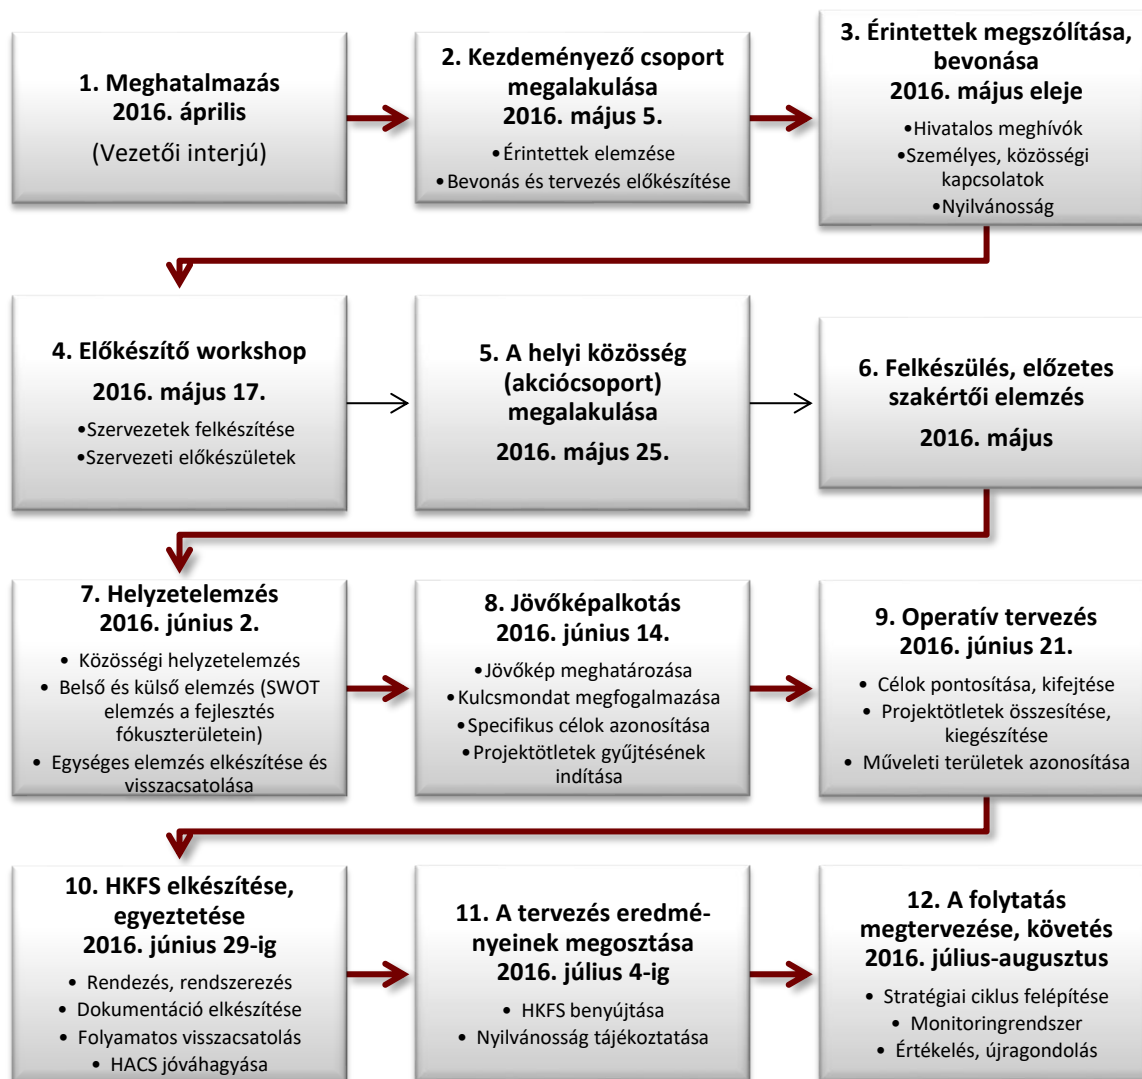 1. Meghatalmazás
2016. április
(Vezetői interjú)
2. Kezdeményező csoport
megalakulása
2016. május 5.
•Érintettek elemzése
•Bevonás és tervezés előkészítése
3. Érintettek megszólítása,
bevonása
2016. május eleje
•Hivatalos meghívók
•Személyes, közösségi
kapcsolatok
•Nyilvánosság
4. Előkészítő workshop
2016. május 17.
•Szervezetek felkészítése
•Szervezeti előkészületek
5. A helyi közösség
(akciócsoport)
megalakulása
2016. május 25.
6. Felkészülés, előzetes
szakértői elemzés
2016. május
7. Helyzetelemzés
2016. június 2.
• Közösségi helyzetelemzés
• Belső és külső elemzés (SWOT
elemzés a fejlesztés
fókuszterületein)
• Egységes elemzés elkészítése és
visszacsatolása
8. Jövőképalkotás
2016. június 14.
•Jövőkép meghatározása
•Kulcsmondat megfogalmazása
•Specifikus célok azonosítása
•Projektötletek gyűjtésének
indítása
9. Operatív tervezés
2016. június 21.
• Célok pontosítása, kifejtése
• Projektötletek összesítése,
kiegészítése
• Műveleti területek azonosítása
10. HKFS elkészítése,
egyeztetése
2016. június 29-ig
• Rendezés, rendszerezés
• Dokumentáció elkészítése
• Folyamatos visszacsatolás
• HACS jóváhagyása
11. A tervezés eredmé-
nyeinek megosztása
2016. július 4-ig
• HKFS benyújtása
• Nyilvánosság tájékoztatása
12. A folytatás
megtervezése, követés
2016. július-augusztus
• Stratégiai ciklus felépítése
• Monitoringrendszer
• Értékelés, újragondolás